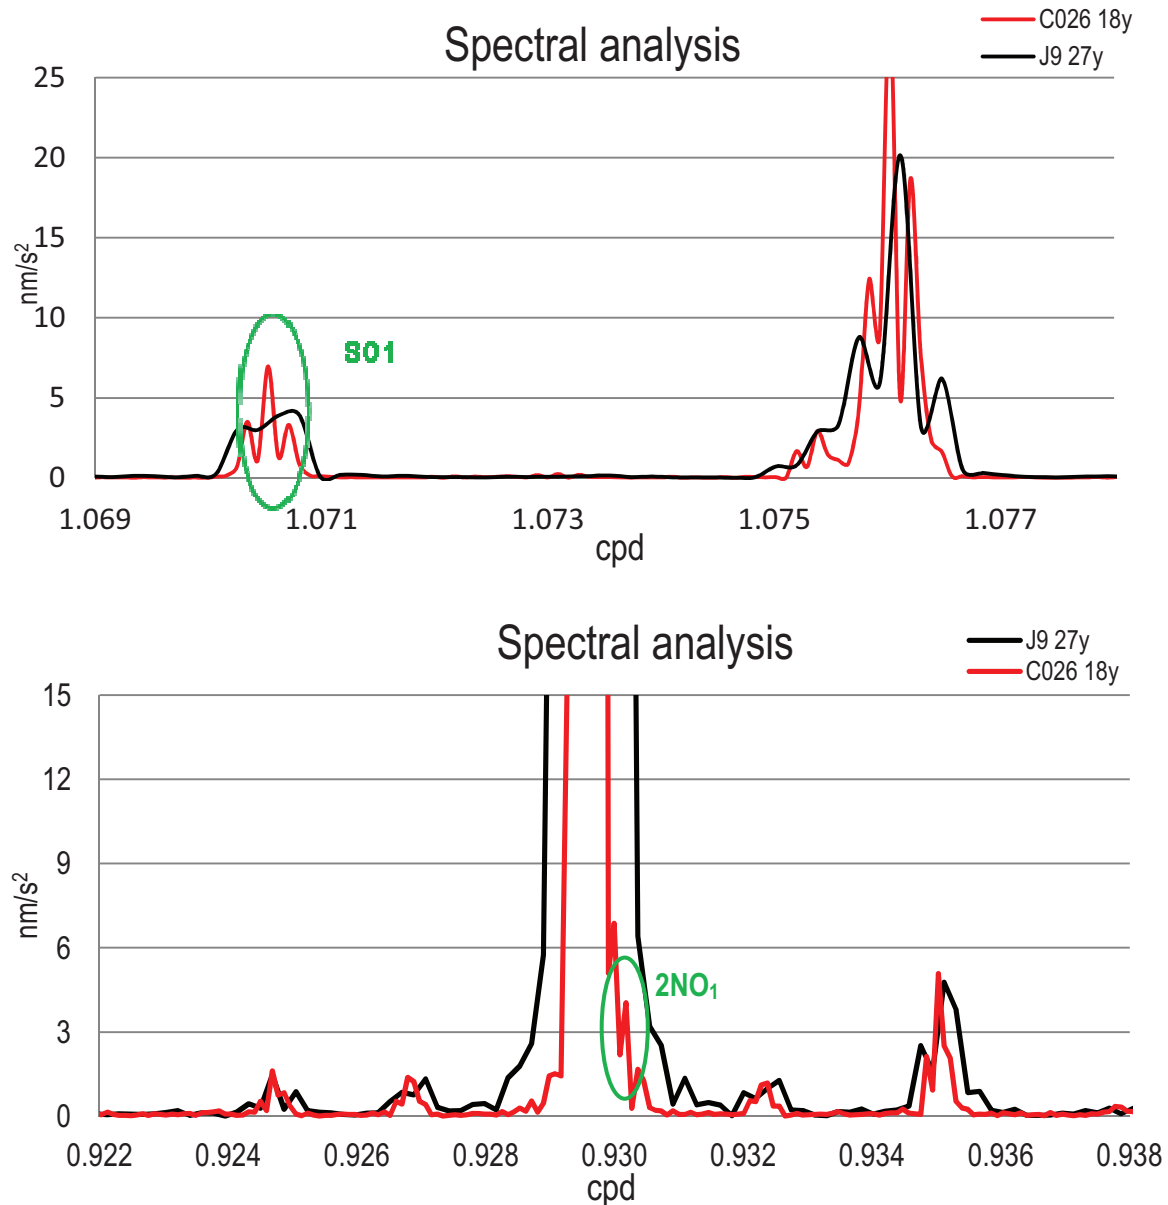 Spectral analysis
C026 18y
J9 27y
25
20
15
10
5
0
nm/s²
SO1
1.069 1.071 1.073 1.075 1.077
cpd
Spectral analysis
J9 27y
C026 18y
15
12
9
6
3
0
nm/s²
2NO₁
0.922 0.924 0.926 0.928 0.930 0.932 0.934 0.936 0.938
cpd